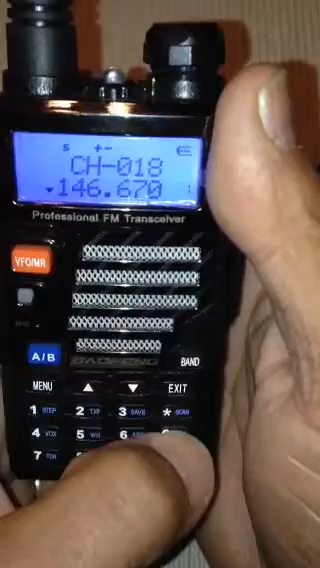 S +-
CH-018
▾146.670
Professional FM Transceiver
VFO/MR
A/B
BAOFENG
BAND
MENU ▲ ▼ EXIT
1 STEP 2 TXP 3 SAVE * SCAN
4 VOX 5 WN 6
7 TDR